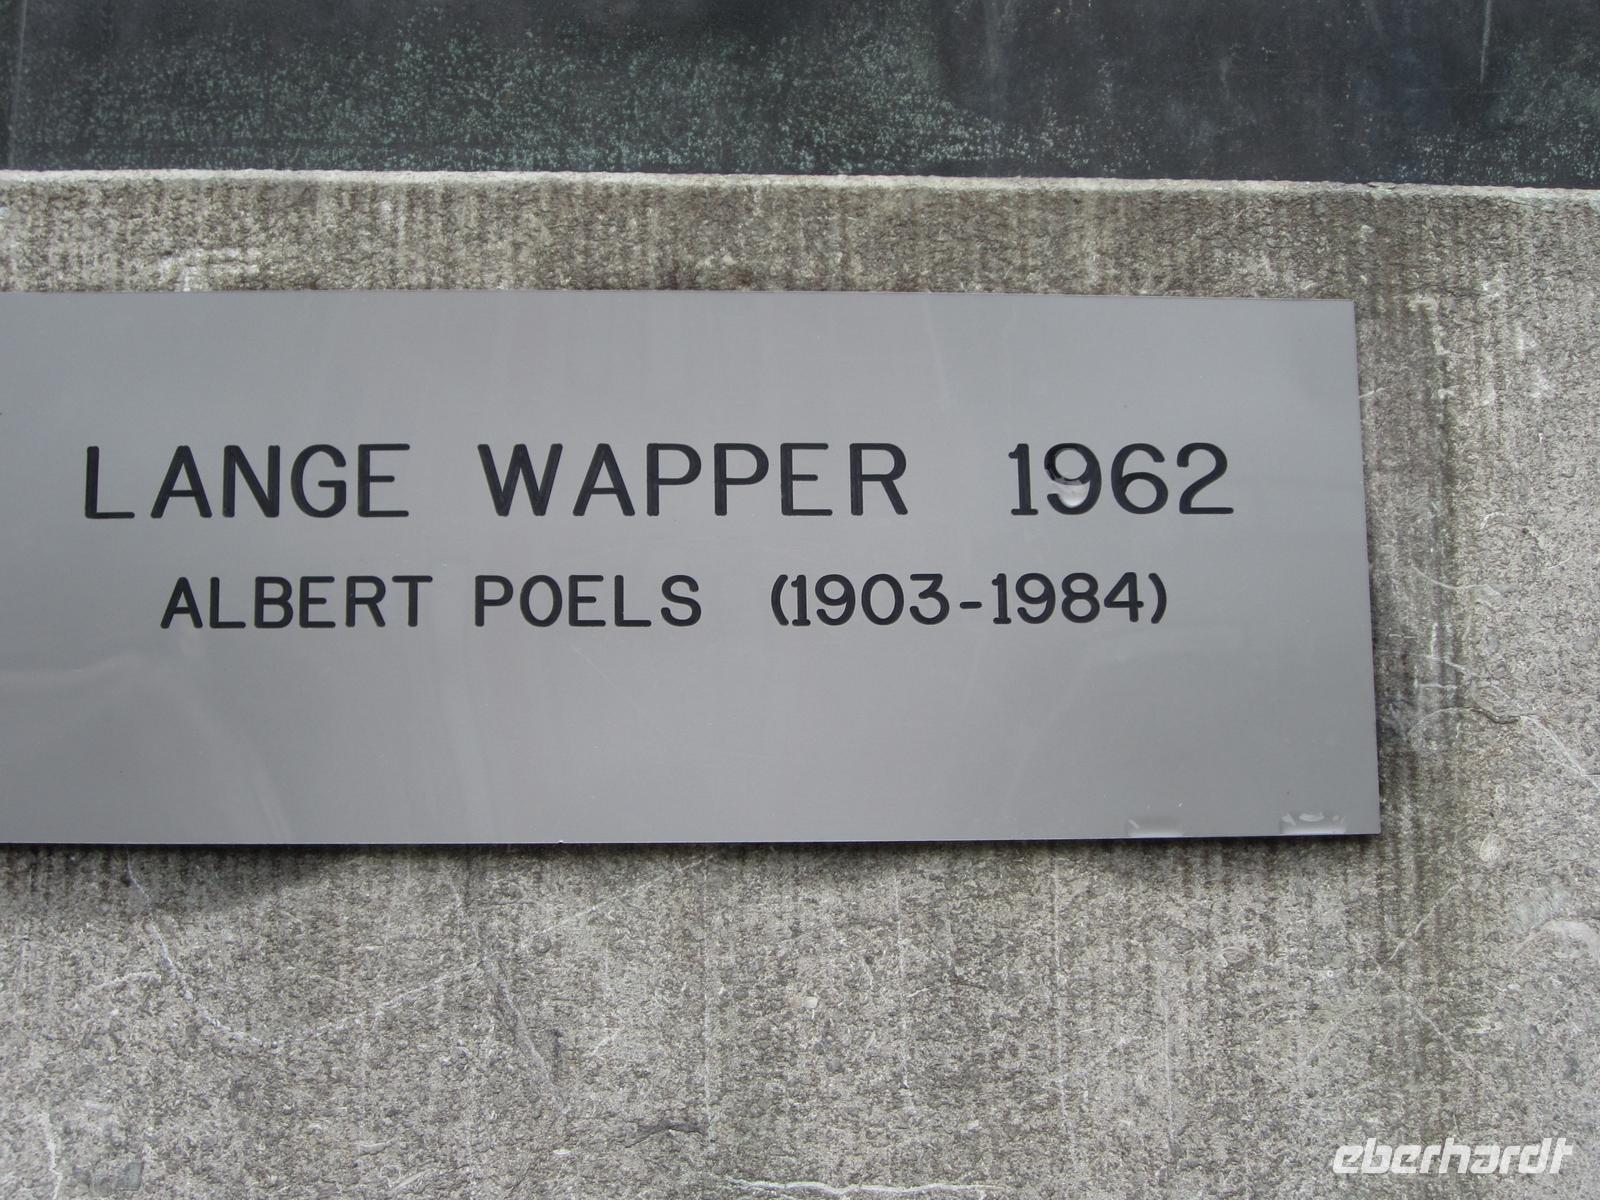 LANGE WAPPER 1962
ALBERT POELS (1903-1984)
eberhardt